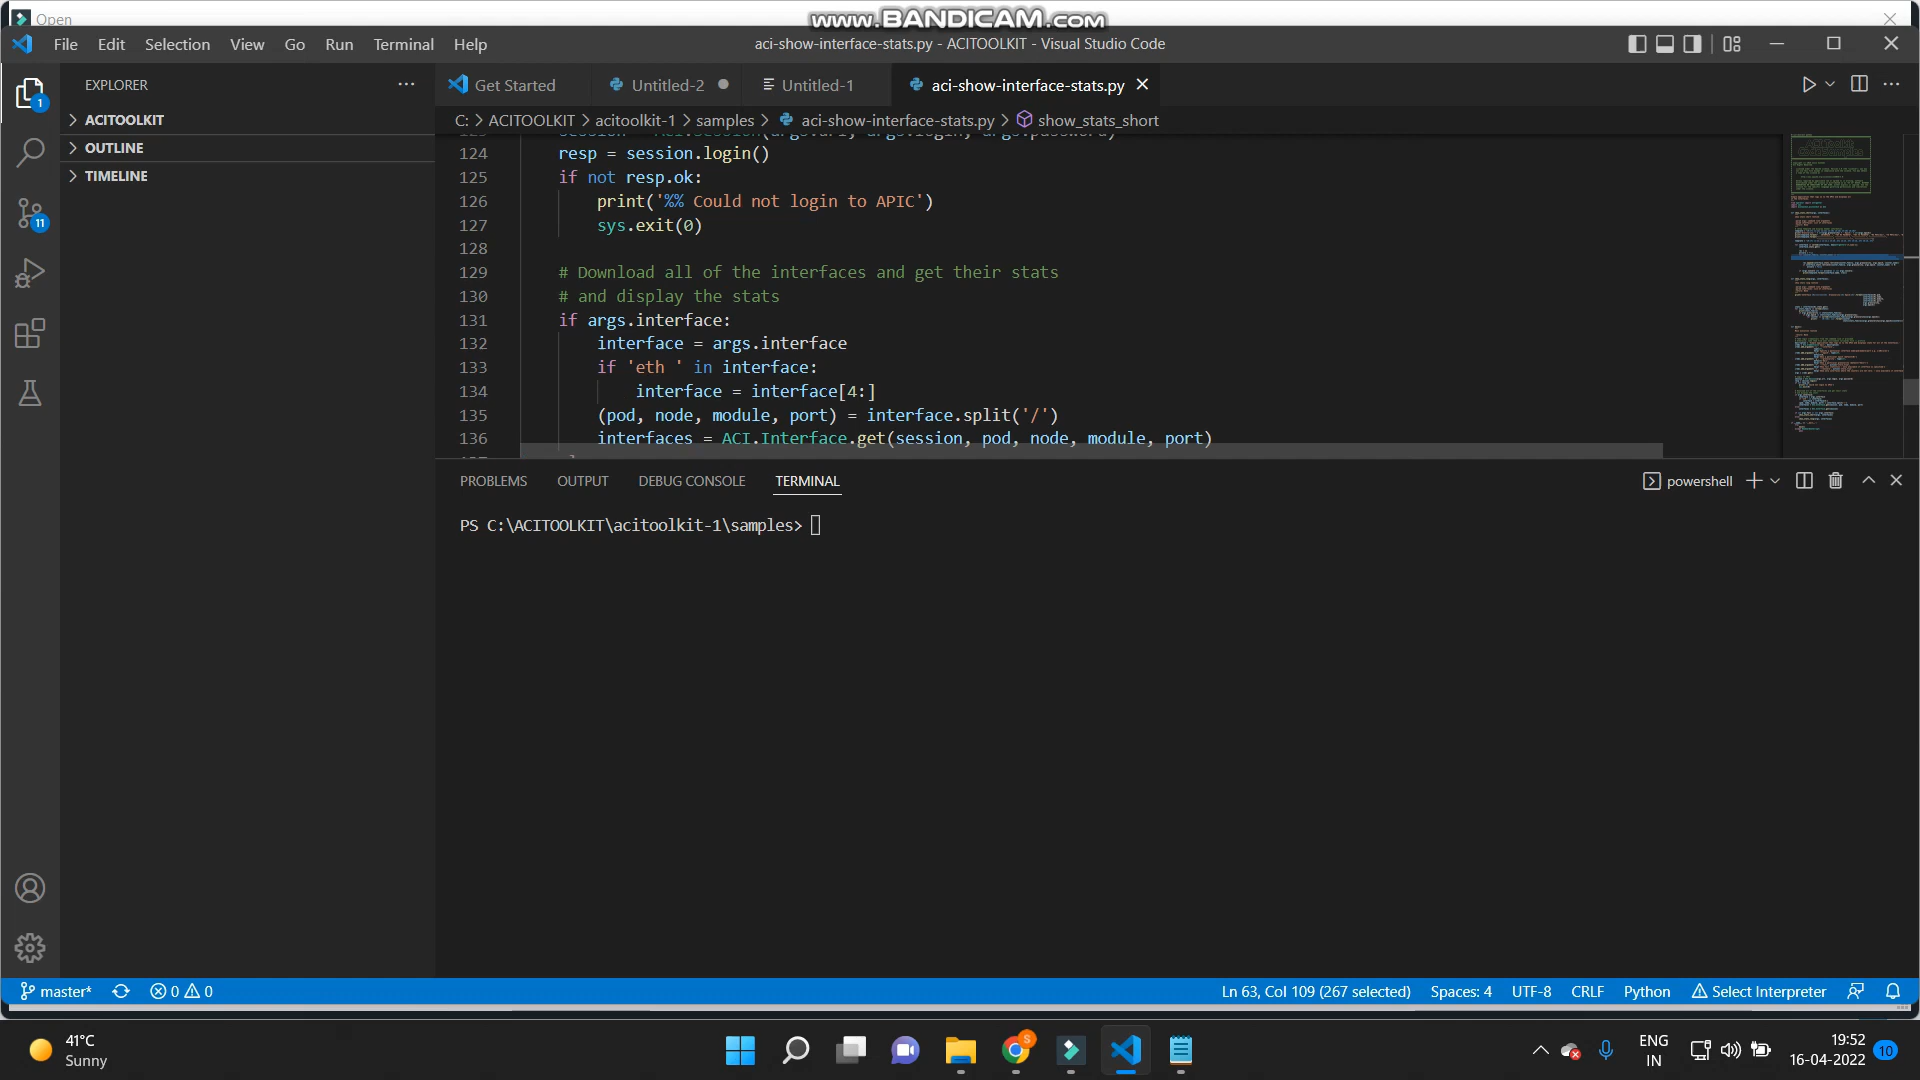 Open
www.BANDICAM.com
File Edit Selection View Go Run Terminal Help
aci-show-interface-stats.py - ACITOOLKIT - Visual Studio Code
EXPLORER
Get Started
Untitled-2
Untitled-1
aci-show-interface-stats.py
C: > ACITOOLKIT > acitoolkit-1 > samples > aci-show-interface-stats.py > show_stats_short
1
ACITOOLKIT
OUTLINE
TIMELINE
11
124 resp = session.login()
125 if not resp.ok:
126 print('%% Could not login to APIC')
127 sys.exit(0)
128
129 # Download all of the interfaces and get their stats
130 # and display the stats
131 if args.interface:
132 interface = args.interface
133 if 'eth ' in interface:
134 interface = interface[4:]
135 (pod, node, module, port) = interface.split('/')
136 interfaces = ACI.Interface.get(session, pod, node, module, port)
PROBLEMS OUTPUT DEBUG CONSOLE TERMINAL
powershell
PS C:\ACITOOLKIT\acitoolkit-1\samples>
master* 0 0
Ln 63, Col 109 (267 selected) Spaces: 4 UTF-8 CRLF Python Select Interpreter
41°C
Sunny
S
ENG
IN
19:52
16-04-2022
10